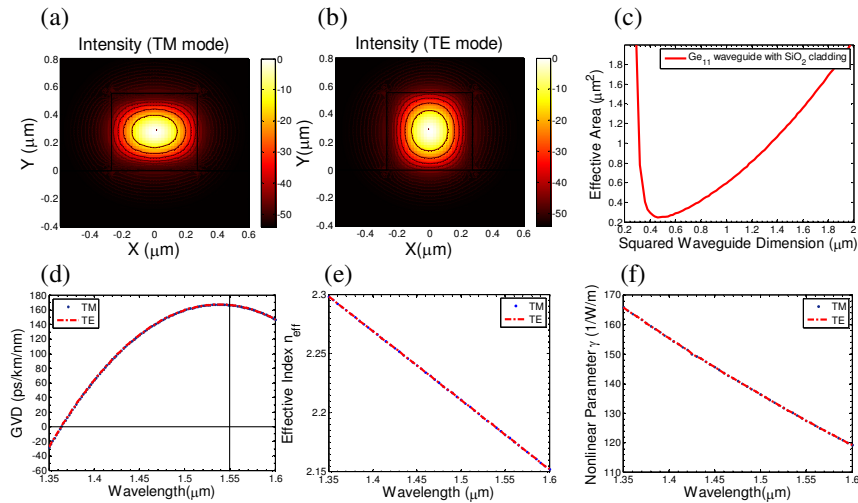 (a)
(b)
(c)
Intensity (TM mode)
Y (μm)
0.8
0.6
0.4
0.2
0
-0.2
-0.4
-0.4 -0.2 0 0.2 0.4 0.6
X (μm)
0
-10
-20
-30
-40
-50
Intensity (TE mode)
Y(μm)
0.8
0.6
0.4
0.2
0
-0.2
-0.4
-0.4 -0.2 0 0.2 0.4 0.6
X(μm)
0
-10
-20
-30
-40
-50
Ge11 waveguide with SiO2 cladding
Effective Area (μm2)
1.8
1.6
1.4
1.2
1
0.8
0.6
0.4
0.2
0.2 0.4 0.6 0.8 1 1.2 1.4 1.6 1.8 2
Squared Waveguide Dimension (μm)
(d)
(e)
(f)
TM
TE
GVD (ps/km/nm)
180
160
140
120
100
80
60
40
20
0
-20
-40
-60
1.35 1.4 1.45 1.5 1.55 1.6
Wavelength(μm)
TM
TE
Effective Index neff
2.3
2.25
2.2
2.15
1.35 1.4 1.45 1.5 1.55 1.6
Wavelength(μm)
TM
TE
Nonlinear Parameter γ (1/W/m)
170
160
150
140
130
120
110
1.35 1.4 1.45 1.5 1.55 1.6
Wavelength(μm)